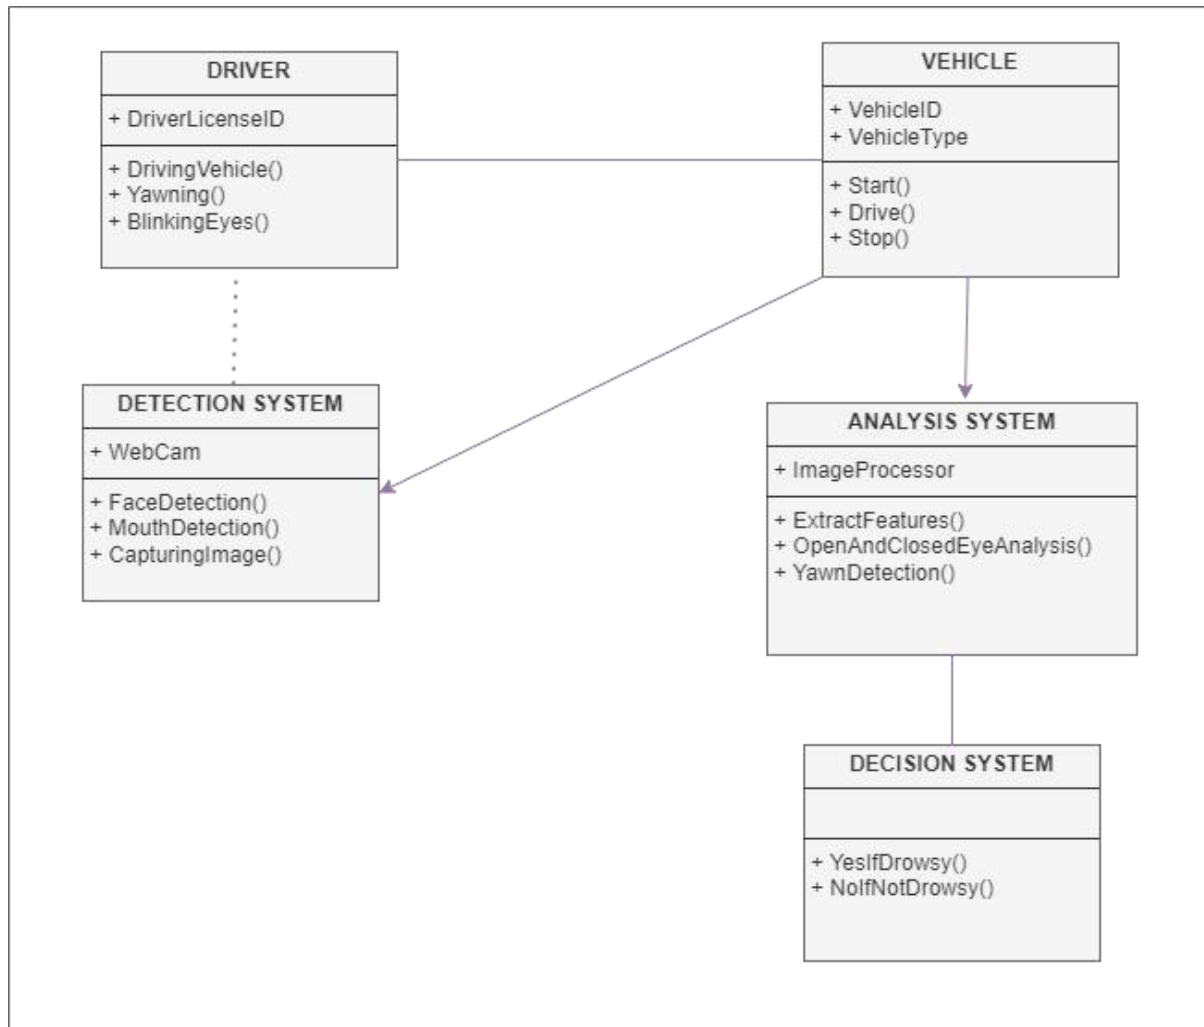 DRIVER
+ DriverLicenseID
+ DrivingVehicle()
+ Yawning()
+ BlinkingEyes()
VEHICLE
+ VehicleID
+ VehicleType
+ Start()
+ Drive()
+ Stop()
DETECTION SYSTEM
+ WebCam
+ FaceDetection()
+ MouthDetection()
+ CapturingImage()
ANALYSIS SYSTEM
+ ImageProcessor
+ ExtractFeatures()
+ OpenAndClosedEyeAnalysis()
+ YawnDetection()
DECISION SYSTEM
+ YesIfDrowsy()
+ NoIfNotDrowsy()